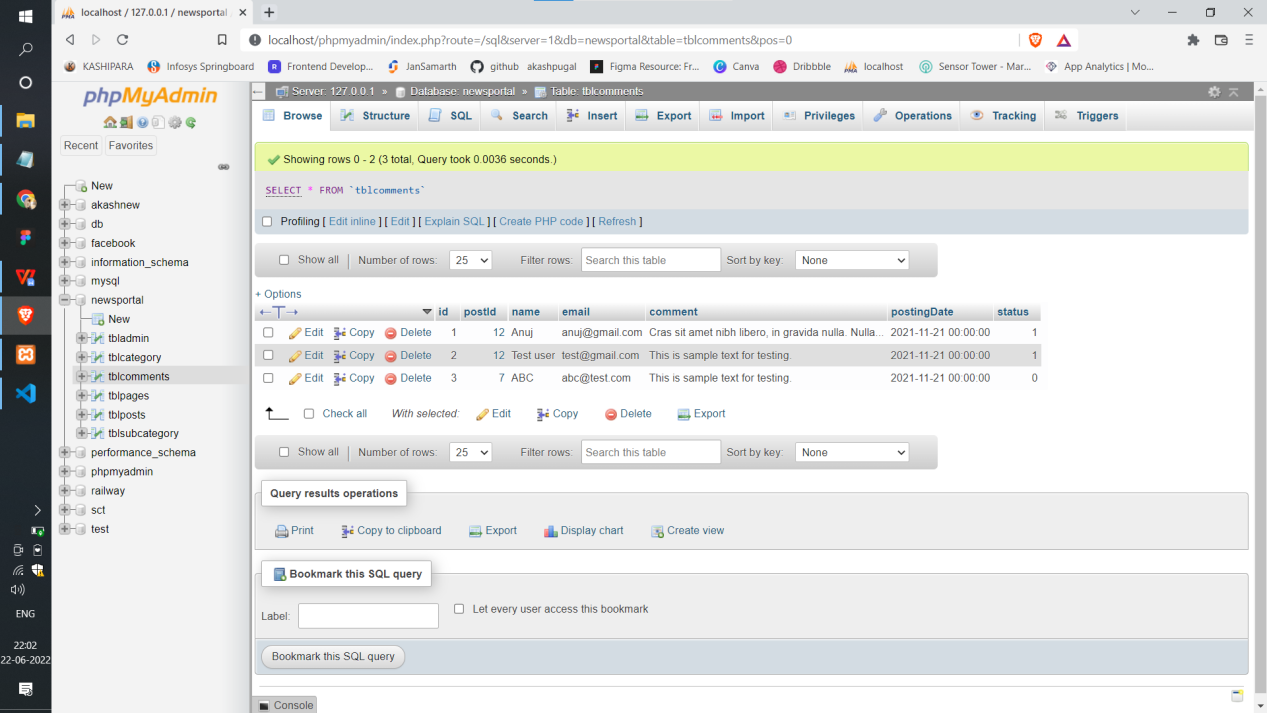 localhost / 127.0.0.1 / newsportal
localhost/phpmyadmin/index.php?route=/sql&server=1&db=newsportal&table=tblcomments&pos=0
KASHIPARA Infosys Springboard Frontend Develop... JanSamarth github akashpugal Figma Resource: Fr... Canva Dribbble localhost Sensor Tower - Mar... App Analytics | Mo...
phpMyAdmin
Recent Favorites
New
akashnew
db
facebook
information_schema
mysql
newsportal
New
tbladmin
tblcategory
tblcomments
tblpages
tblposts
tblsubcategory
performance_schema
phpmyadmin
railway
sct
test
Server: 127.0.0.1 » Database: newsportal » Table: tblcomments
Browse Structure SQL Search Insert Export Import Privileges Operations Tracking Triggers
Showing rows 0 - 2 (3 total, Query took 0.0036 seconds.)
SELECT * FROM `tblcomments`
Profiling [ Edit inline ] [ Edit ] [ Explain SQL ] [ Create PHP code ] [ Refresh ]
Show all | Number of rows: 25 Filter rows: Search this table Sort by key: None
+ Options
←T→ id postId name email comment postingDate status
Edit Copy Delete 1 12 Anuj anuj@gmail.com Cras sit amet nibh libero, in gravida nulla. Nulla... 2021-11-21 00:00:00 1
Edit Copy Delete 2 12 Test user test@gmail.com This is sample text for testing. 2021-11-21 00:00:00 1
Edit Copy Delete 3 7 ABC abc@test.com This is sample text for testing. 2021-11-21 00:00:00 0
Check all With selected: Edit Copy Delete Export
Show all | Number of rows: 25 Filter rows: Search this table Sort by key: None
Query results operations
Print Copy to clipboard Export Display chart Create view
Bookmark this SQL query
Label: Let every user access this bookmark
Bookmark this SQL query
Console
ENG
22:02
22-06-2022